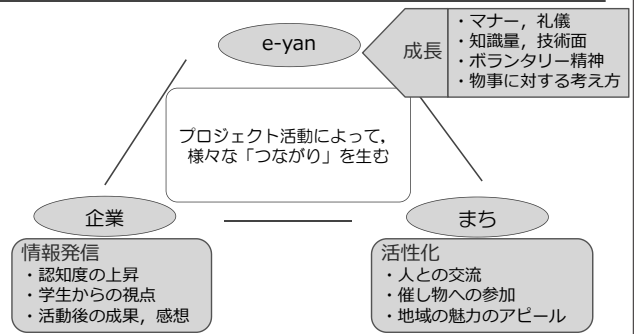 e-yan
成長
・マナー，礼儀
・知識量，技術面
・ボランタリー精神
・物事に対する考え方
プロジェクト活動によって，
様々な「つながり」を生む
企業
情報発信
・認知度の上昇
・学生からの視点
・活動後の成果，感想
まち
活性化
・人との交流
・催し物への参加
・地域の魅力のアピール